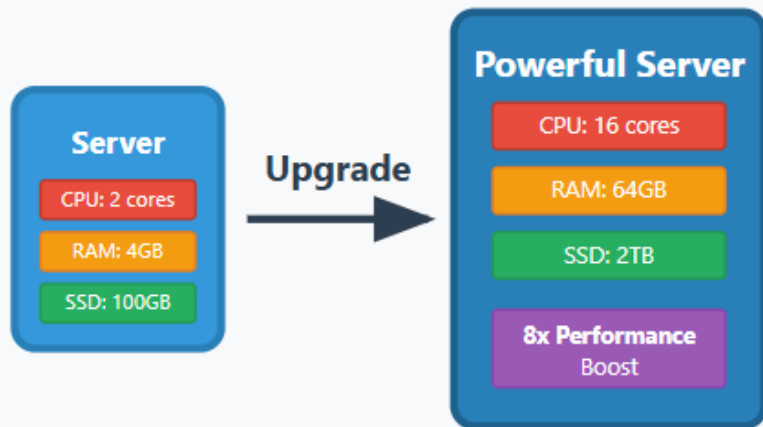 Server
CPU: 2 cores
RAM: 4GB
SSD: 100GB
Upgrade
Powerful Server
CPU: 16 cores
RAM: 64GB
SSD: 2TB
8x Performance
Boost